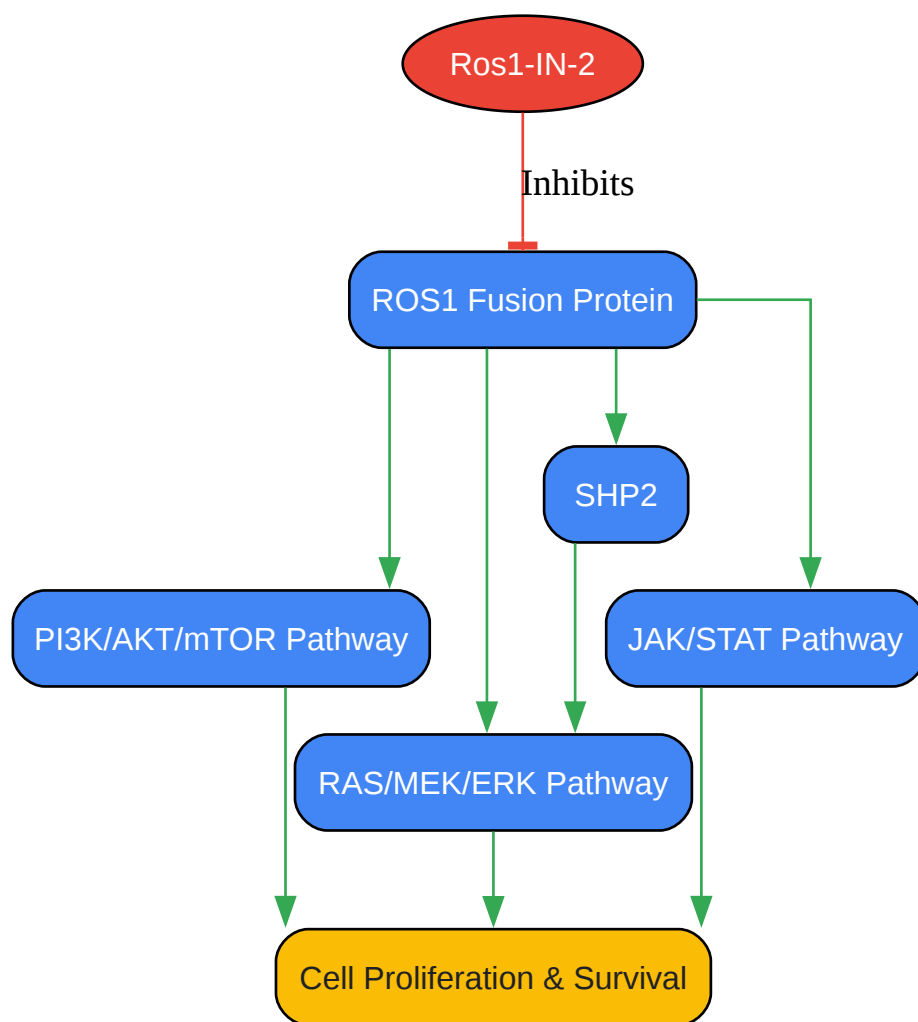 Ros1-IN-2
Inhibits
ROS1 Fusion Protein
SHP2
PI3K/AKT/mTOR Pathway
JAK/STAT Pathway
RAS/MEK/ERK Pathway
Cell Proliferation & Survival